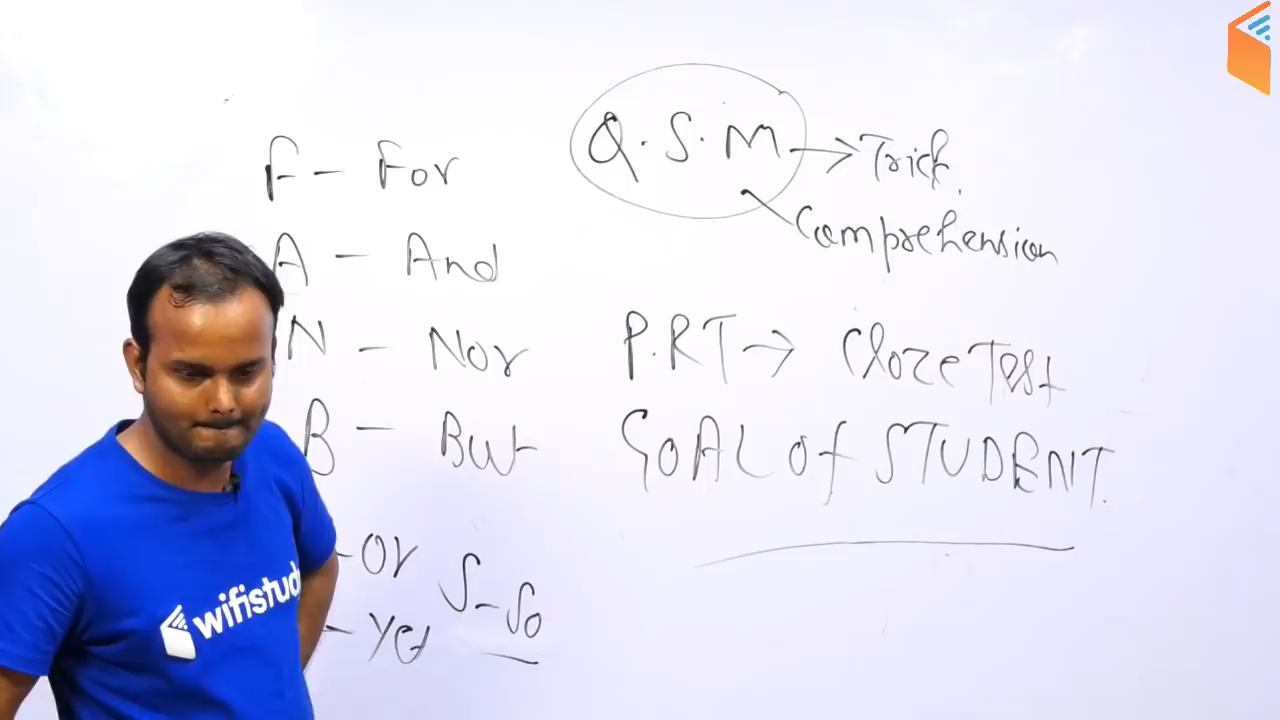 F - For
A - And
N - Nor
B - But
- Or
- Yet
S - So
Q.S.M → Trick.
Comprehension
P.R.T → Cloze Test
GOAL of STUDENT.
wifistudy